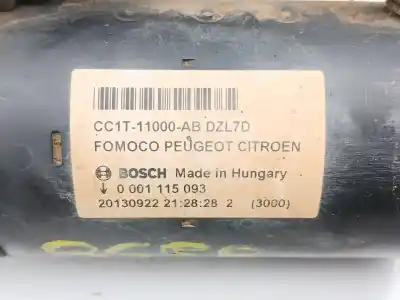 CC1T-11000-AB DZL7D
FOMOCO PEUGEOT CITROEN
BOSCH Made in Hungary
0 001 115 093
20130922 21:28:28 2 (3000)